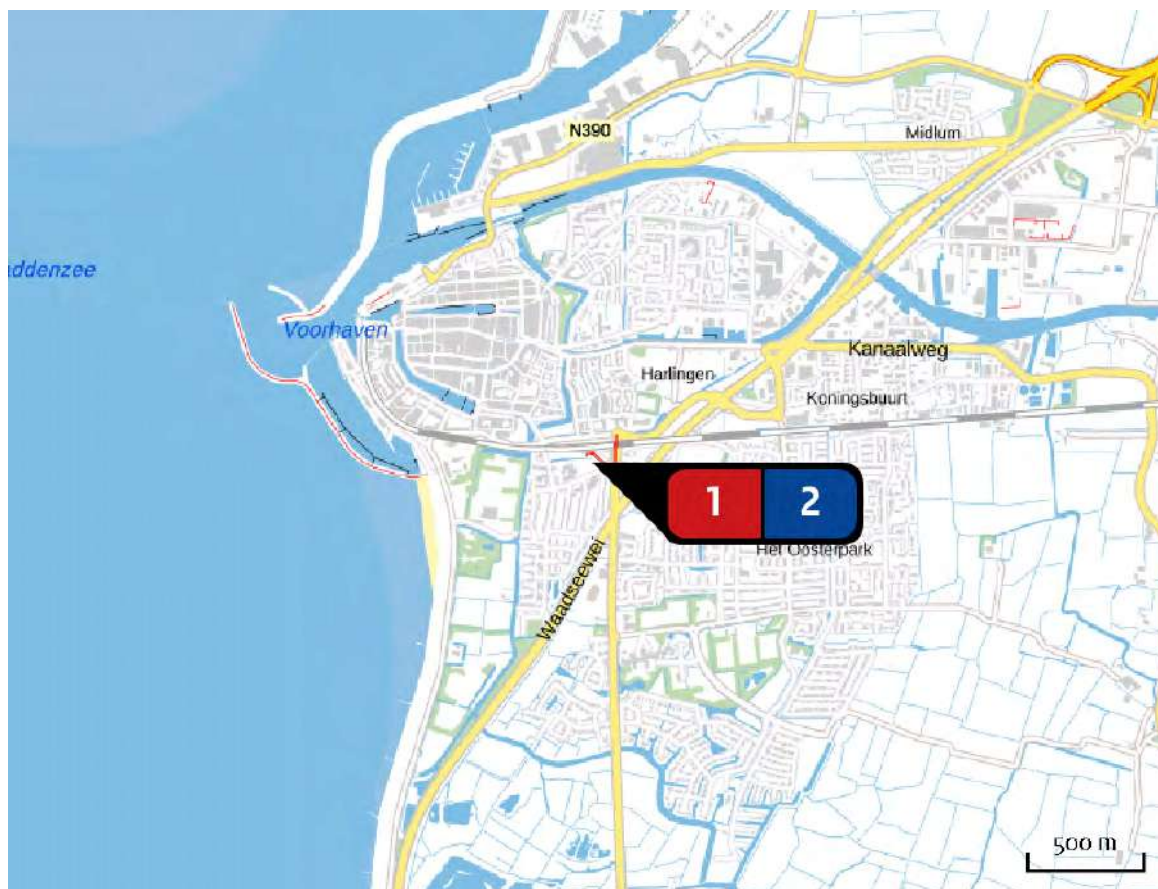 N390
Midlum
addenzee
Voorhaven
Kanaalweg
Harlingen
Koningsbuurt
1 2
Het Oosterpark
Waadseewei
500 m